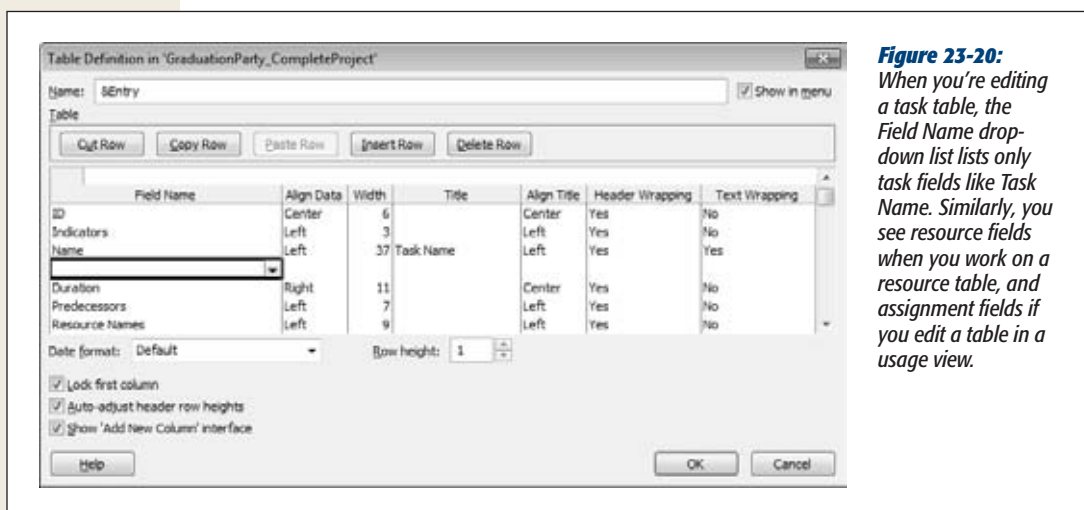 Table Definition in 'GraduationParty_CompleteProject'
Name: &Entry
Show in menu
Table
Cut Row Copy Row Paste Row Insert Row Delete Row
Field Name Align Data Width Title Align Title Header Wrapping Text Wrapping
ID Center 6 Center Yes No
Indicators Left 3 Left Yes No
Name Left 37 Task Name Left Yes Yes
Duration Right 11 Center Yes No
Predecessors Left 7 Left Yes No
Resource Names Left 9 Left Yes No
Date format: Default Row height: 1
Lock first column
Auto-adjust header row heights
Show 'Add New Column' interface
Help OK Cancel
Figure 23-20:
When you're editing
a task table, the
Field Name drop-
down list lists only
task fields like Task
Name. Similarly, you
see resource fields
when you work on a
resource table, and
assignment fields if
you edit a table in a
usage view.